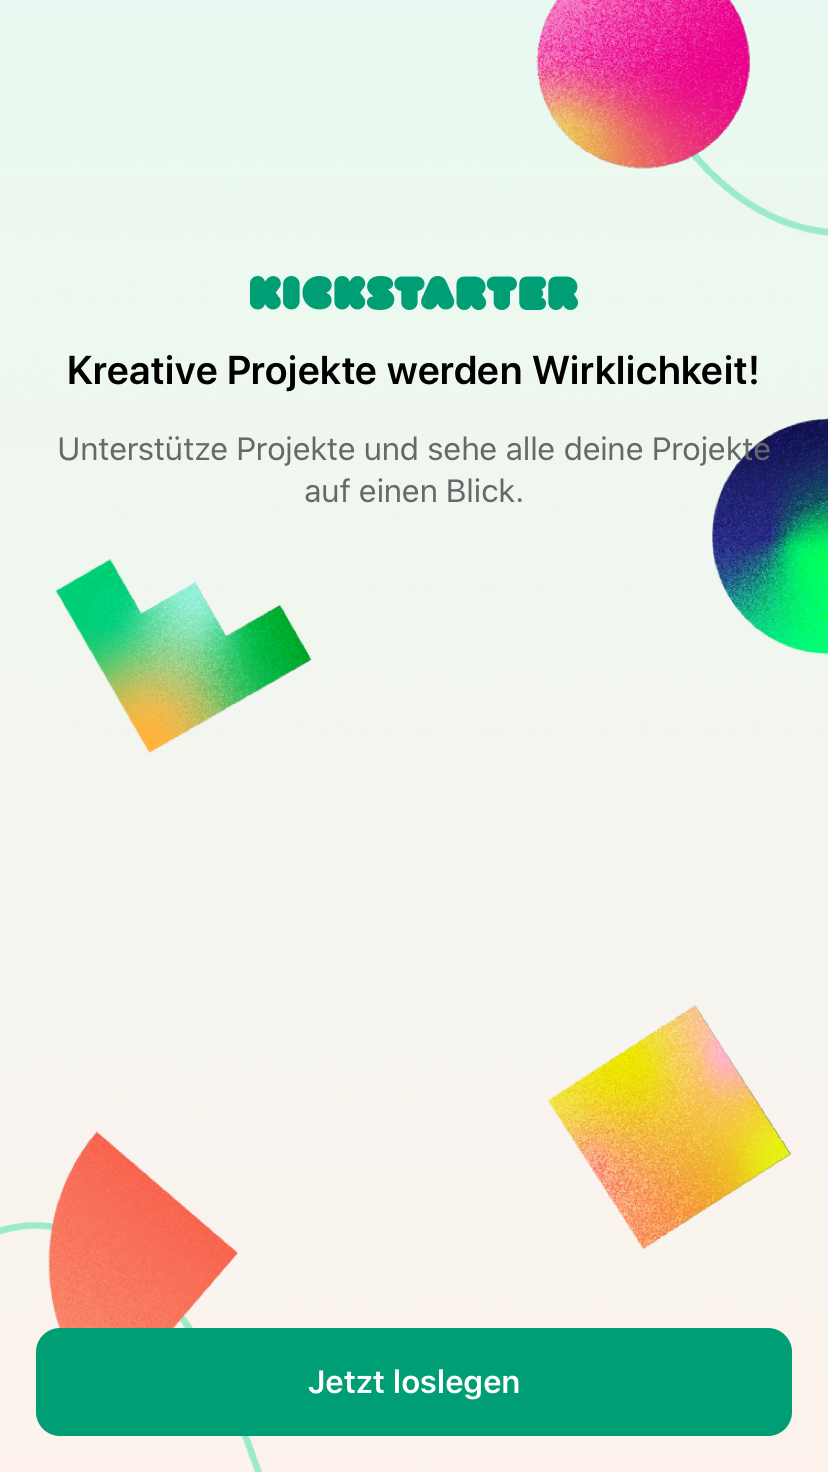 KICKSTARTER
Kreative Projekte werden Wirklichkeit!
Unterstütze Projekte und sehe alle deine Projekte
auf einen Blick.
Jetzt loslegen